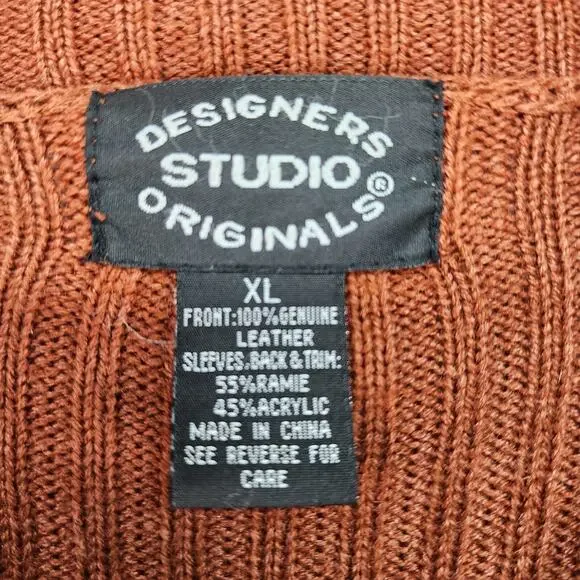 DESIGNERS
STUDIO
ORIGINALS®
XL
FRONT:100%GENUINE
LEATHER
SLEEVES,BACK&TRIM:
55%RAMIE
45%ACRYLIC
MADE IN CHINA
SEE REVERSE FOR
CARE